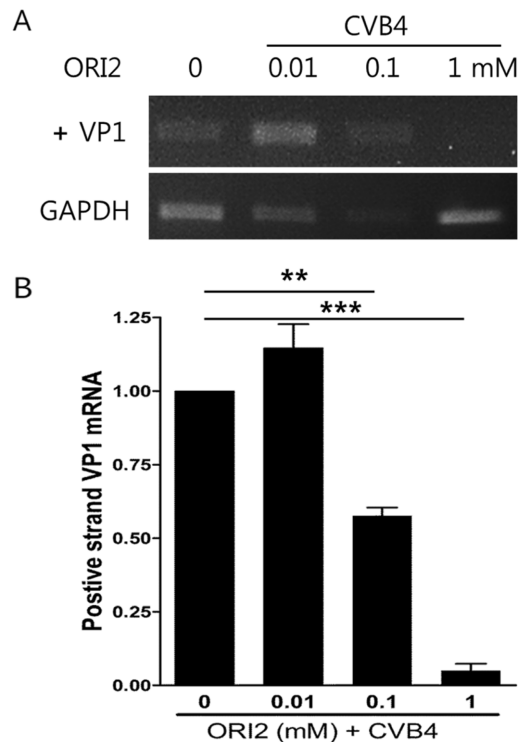 A
CVB4
ORI2 0 0.01 0.1 1 mM
+ VP1
GAPDH
B
**
***
Postive strand VP1 mRNA
1.25
1.00
0.75
0.50
0.25
0.00
0 0.01 0.1 1
ORI2 (mM) + CVB4